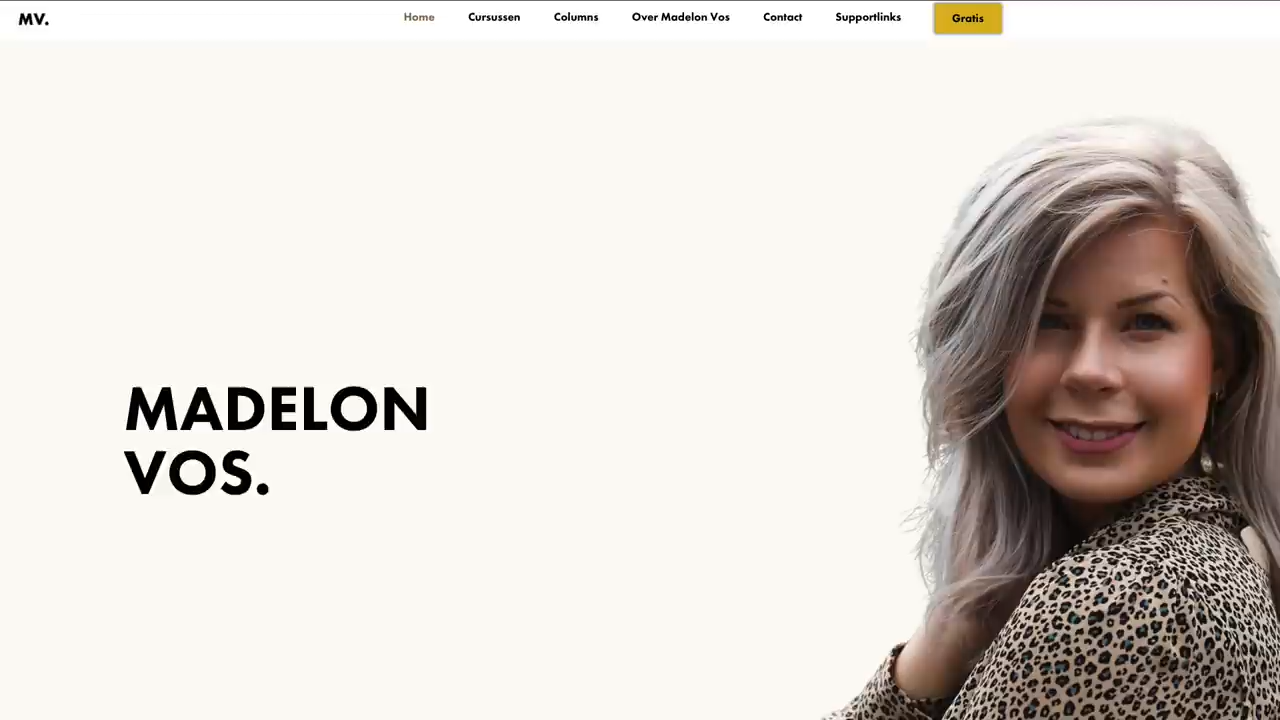 MV.
Home
Cursussen
Columns
Over Madelon Vos
Contact
Supportlinks
Gratis
MADELON
VOS.